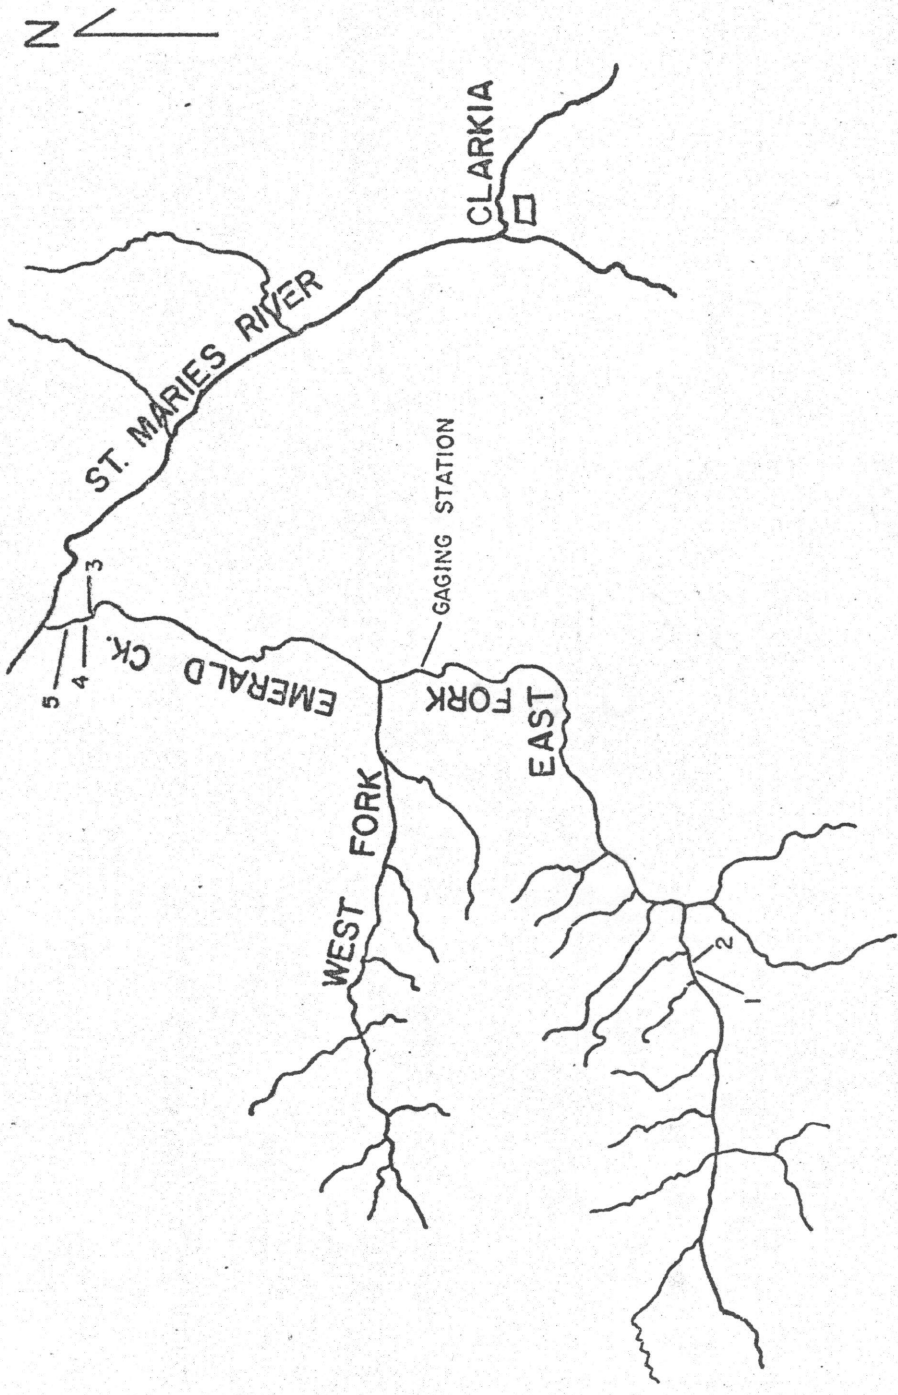 N
CLARKIA
ST. MARIES RIVER
3
4
5
EMERALD CK.
GAGING STATION
EAST FORK
WEST FORK
2
1